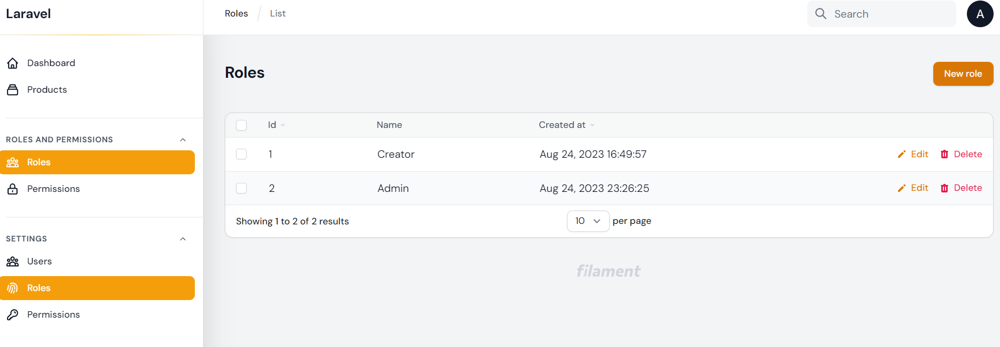 Laravel
Roles / List
Search
A
Dashboard
Products
ROLES AND PERMISSIONS
Roles
Permissions
SETTINGS
Users
Roles
Permissions
Roles
New role
Id Name Created at
1 Creator Aug 24, 2023 16:49:57 Edit Delete
2 Admin Aug 24, 2023 23:26:25 Edit Delete
Showing 1 to 2 of 2 results 10 per page
filament